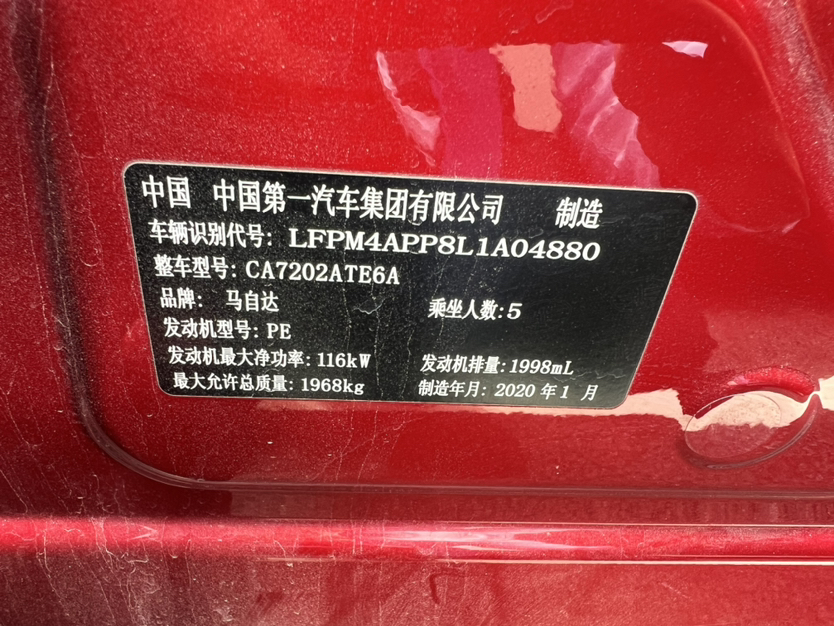 中国 中国第一汽车集团有限公司 制造
车辆识别代号: LFPM4APP8L1A04880
整车型号: CA7202ATE6A
品牌: 马自达 乘坐人数: 5
发动机型号: PE
发动机最大净功率: 116kW 发动机排量: 1998mL
最大允许总质量: 1968kg 制造年月: 2020 年 1 月